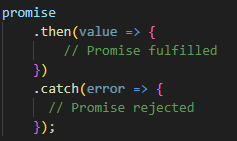 promise
    .then(value => {
        // Promise fulfilled
    })
    .catch(error => {
      // Promise rejected
    });